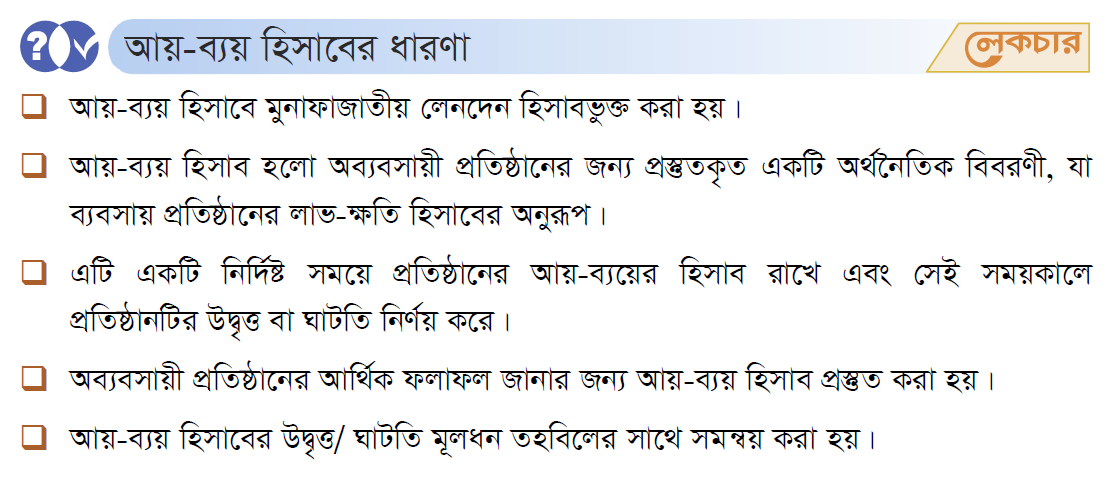 ?
আয়-ব্যয় হিসাবের ধারণা
লেকচার
আয়-ব্যয় হিসাবে মুনাফাজাতীয় লেনদেন হিসাবভুক্ত করা হয়।
আয়-ব্যয় হিসাব হলো অব্যবসায়ী প্রতিষ্ঠানের জন্য প্রস্তুতকৃত একটি অর্থনৈতিক বিবরণী, যা
ব্যবসায় প্রতিষ্ঠানের লাভ-ক্ষতি হিসাবের অনুরূপ।
এটি একটি নির্দিষ্ট সময়ে প্রতিষ্ঠানের আয়-ব্যয়ের হিসাব রাখে এবং সেই সময়কালে
প্রতিষ্ঠানটির উদ্বৃত্ত বা ঘাটতি নির্ণয় করে।
অব্যবসায়ী প্রতিষ্ঠানের আর্থিক ফলাফল জানার জন্য আয়-ব্যয় হিসাব প্রস্তুত করা হয়।
আয়-ব্যয় হিসাবের উদ্বৃত্ত/ ঘাটতি মূলধন তহবিলের সাথে সমন্বয় করা হয়।